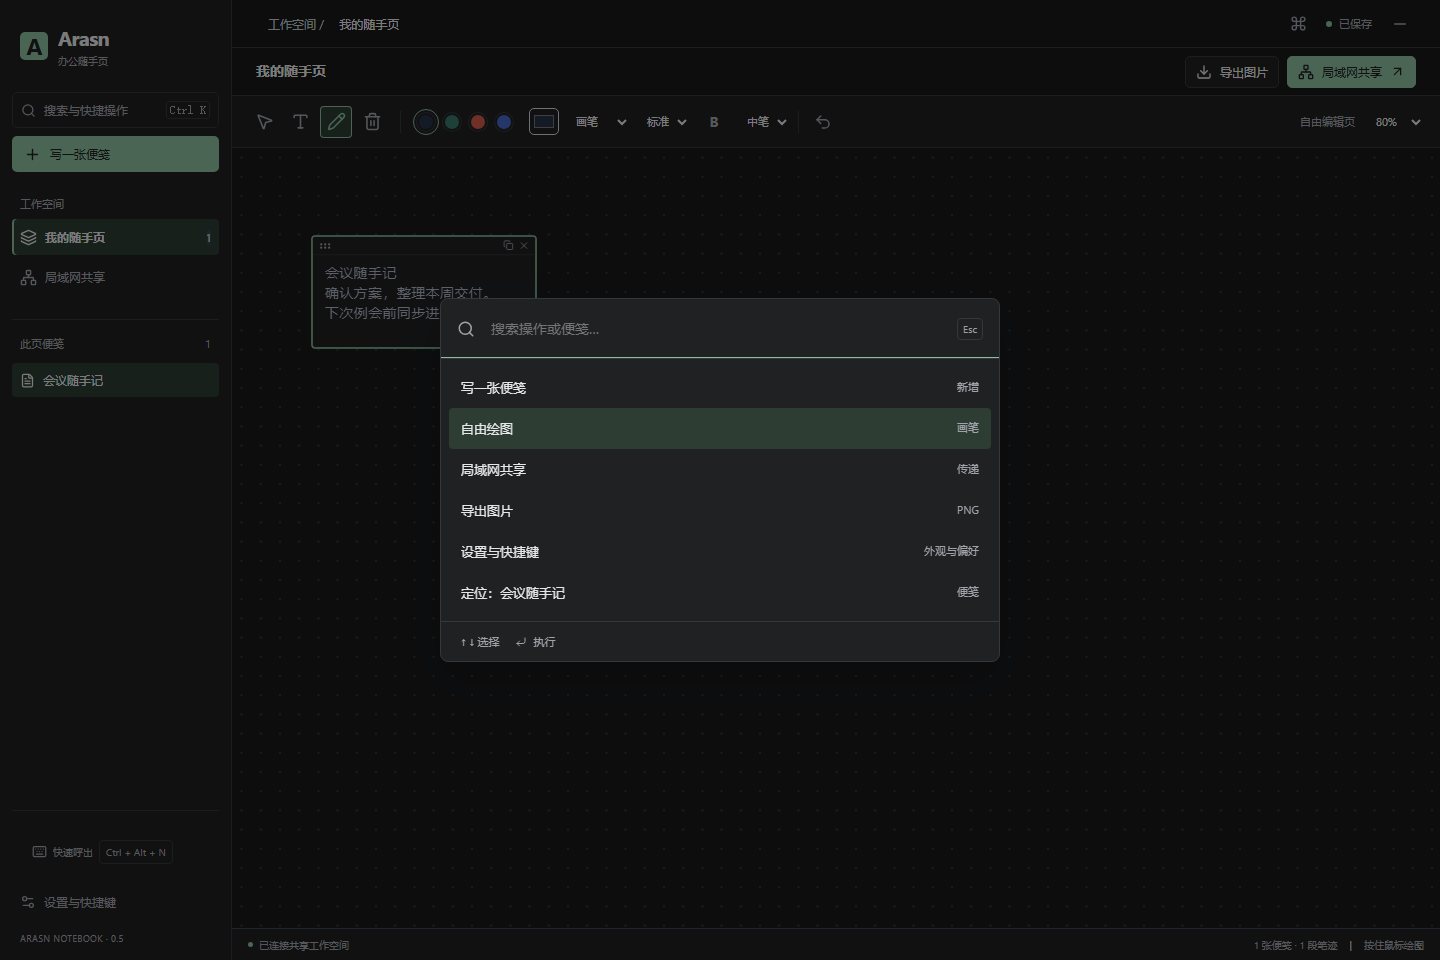 Arasn
办公随手页
搜索与快捷操作 Ctrl K
写一张便笺
工作空间
我的随手页 1
局域网共享
此页便笺 1
会议随手记
快速呼出 Ctrl + Alt + N
设置与快捷键
ARASN NOTEBOOK · 0.5
工作空间 / 我的随手页
已保存
我的随手页
导出图片
局域网共享
画笔 标准 B 中笔
自由编辑页 80%
会议随手记
确认方案，整理本周交付。
下次例会前同步进
搜索操作或便笺... Esc
写一张便笺 新增
自由绘图 画笔
局域网共享 传递
导出图片 PNG
设置与快捷键 外观与偏好
定位：会议随手记 便笺
↑↓选择 执行
已连接共享工作空间
1 张便笺 · 1 段笔迹 | 按住鼠标绘图